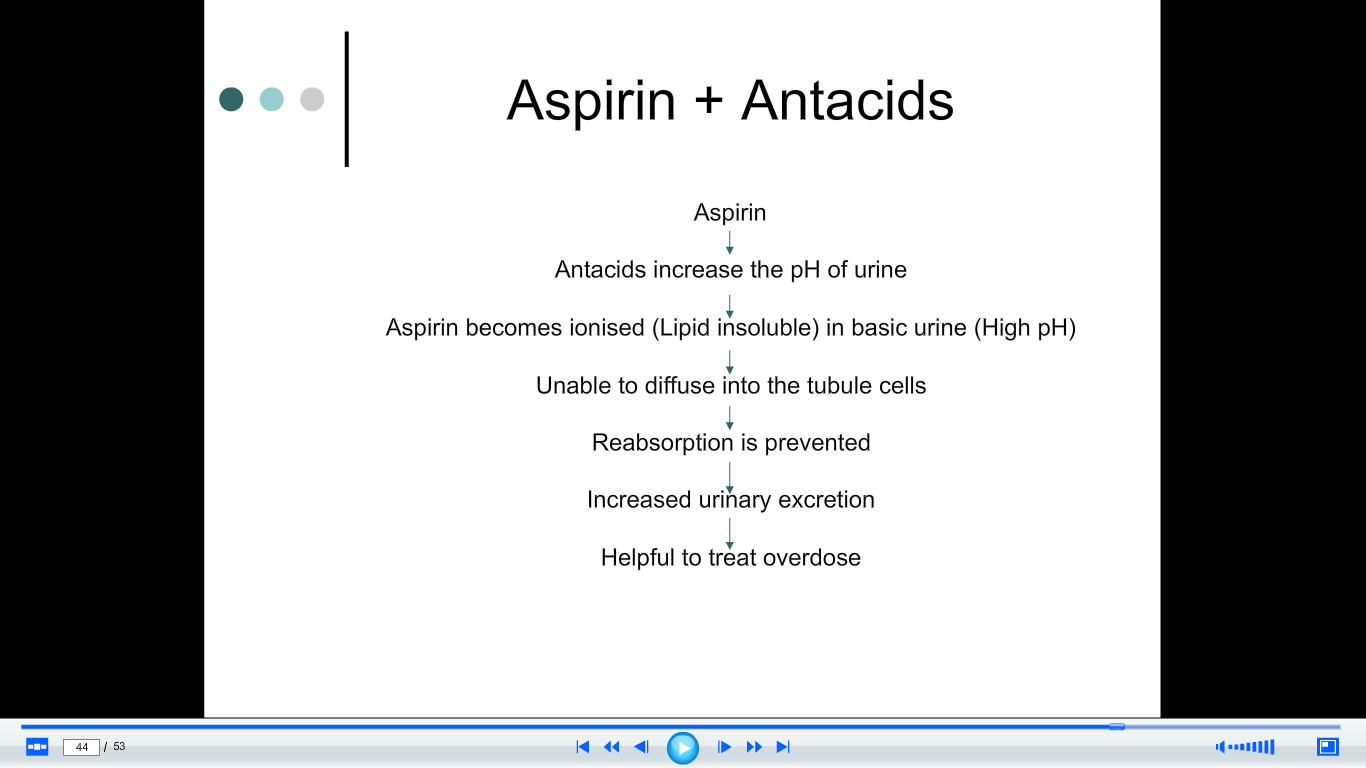 Aspirin + Antacids
Aspirin
Antacids increase the pH of urine
Aspirin becomes ionised (Lipid insoluble) in basic urine (High pH)
Unable to diffuse into the tubule cells
Reabsorption is prevented
Increased urinary excretion
Helpful to treat overdose
44 / 53